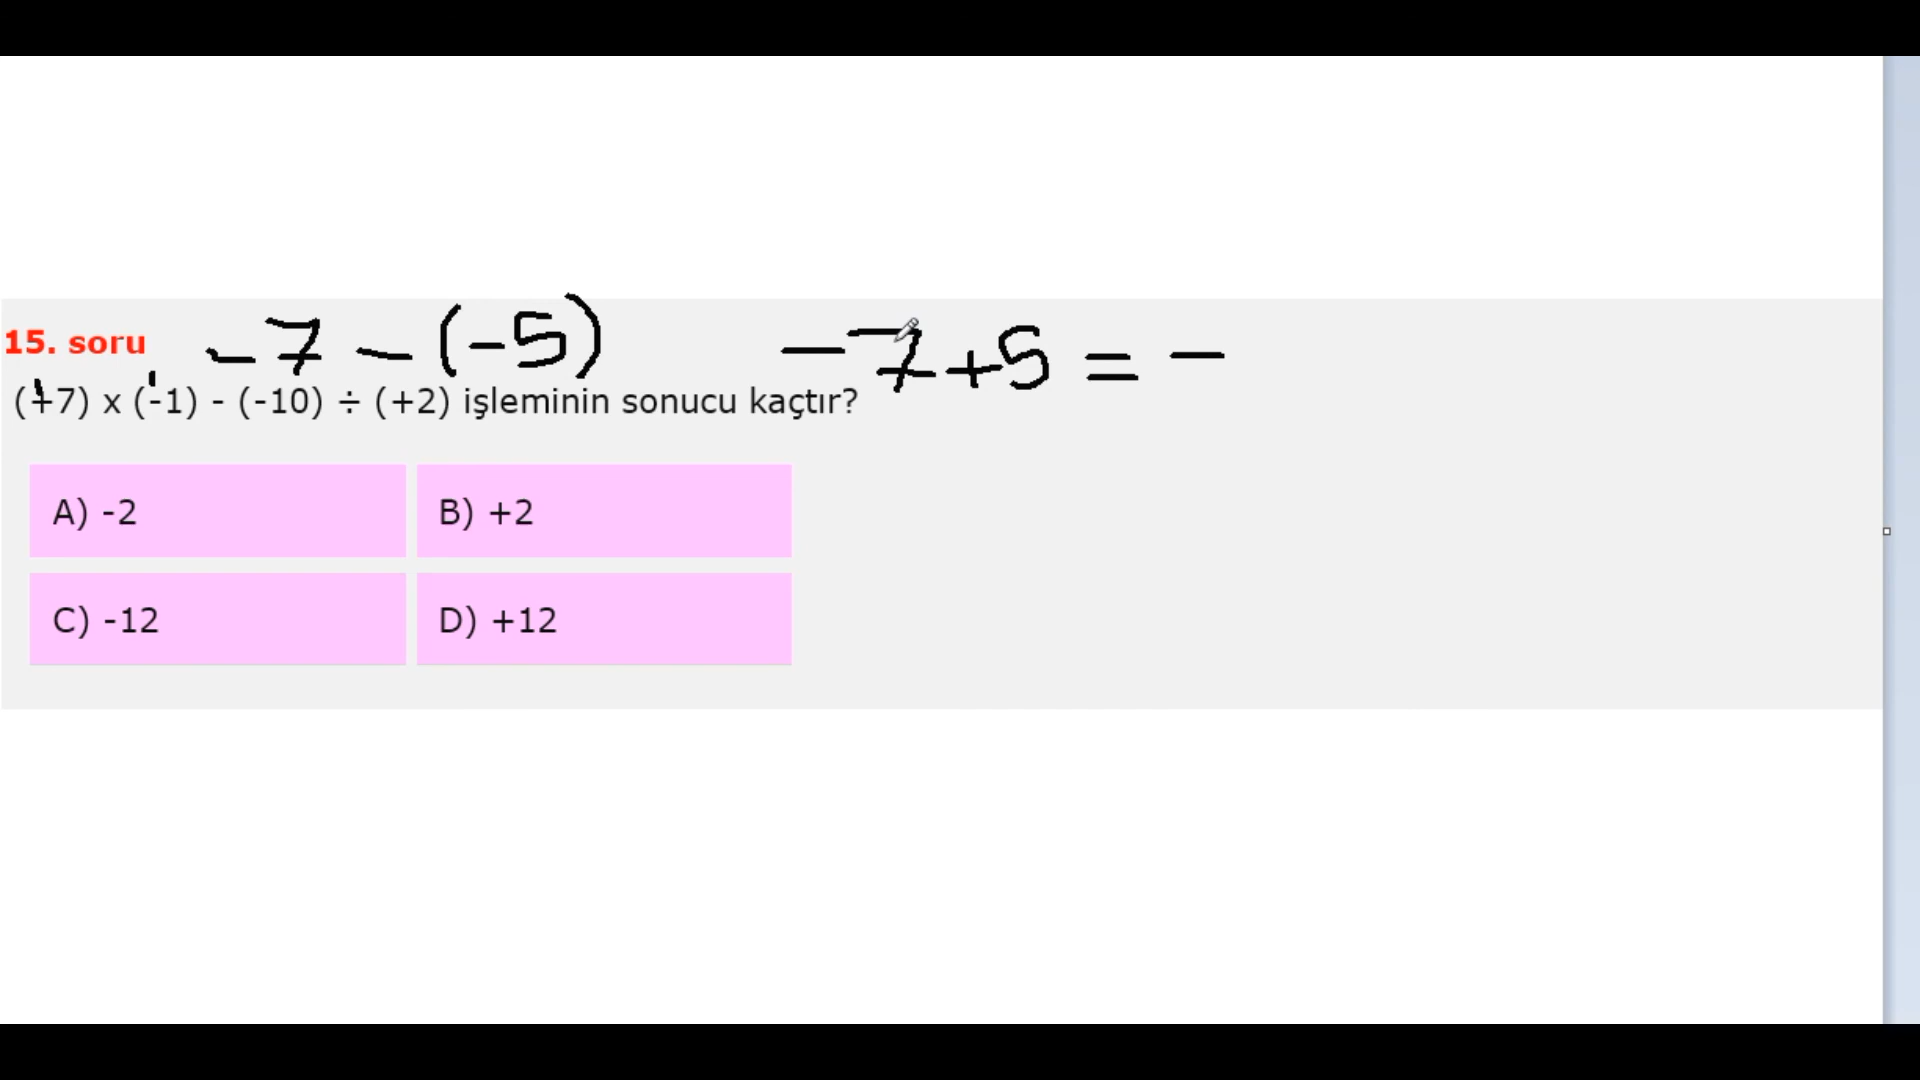 15. soru -7 - (-5) -7+5 = -
(+7) x (-1) - (-10) ÷ (+2) işleminin sonucu kaçtır?
A) -2 B) +2
C) -12 D) +12